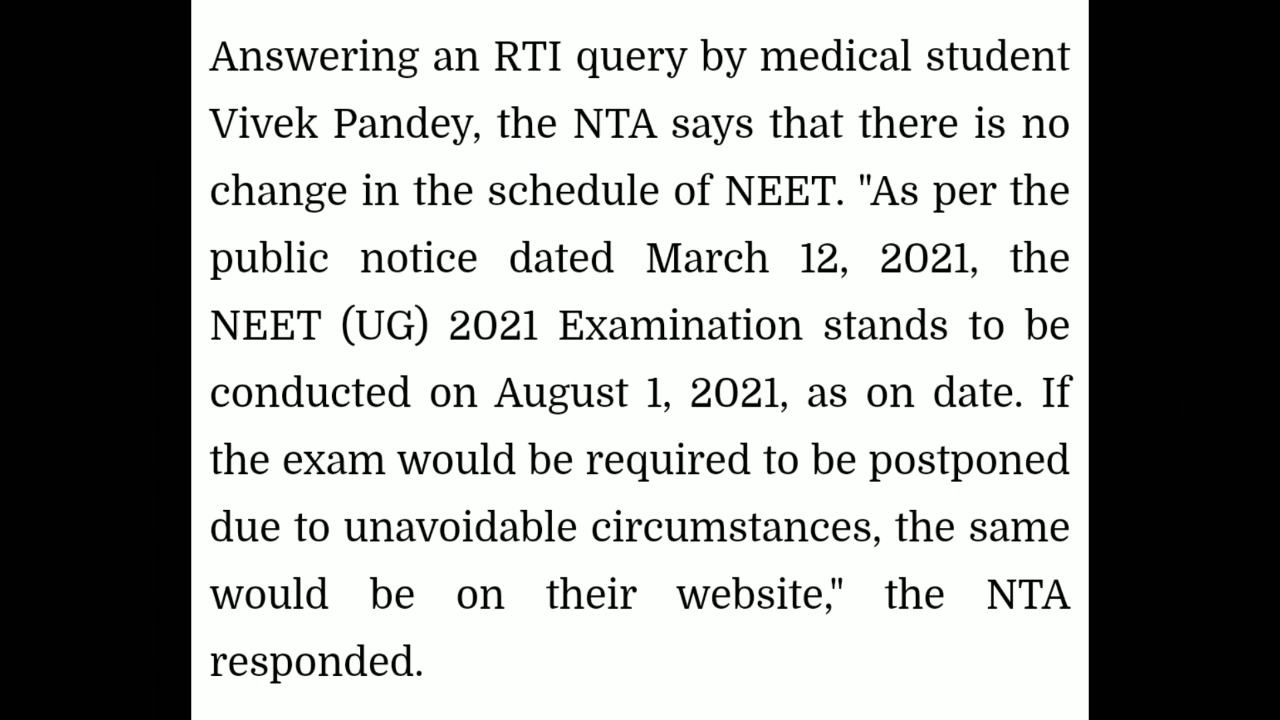 Answering an RTI query by medical student
Vivek Pandey, the NTA says that there is no
change in the schedule of NEET. "As per the
public notice dated March 12, 2021, the
NEET (UG) 2021 Examination stands to be
conducted on August 1, 2021, as on date. If
the exam would be required to be postponed
due to unavoidable circumstances, the same
would be on their website," the NTA
responded.